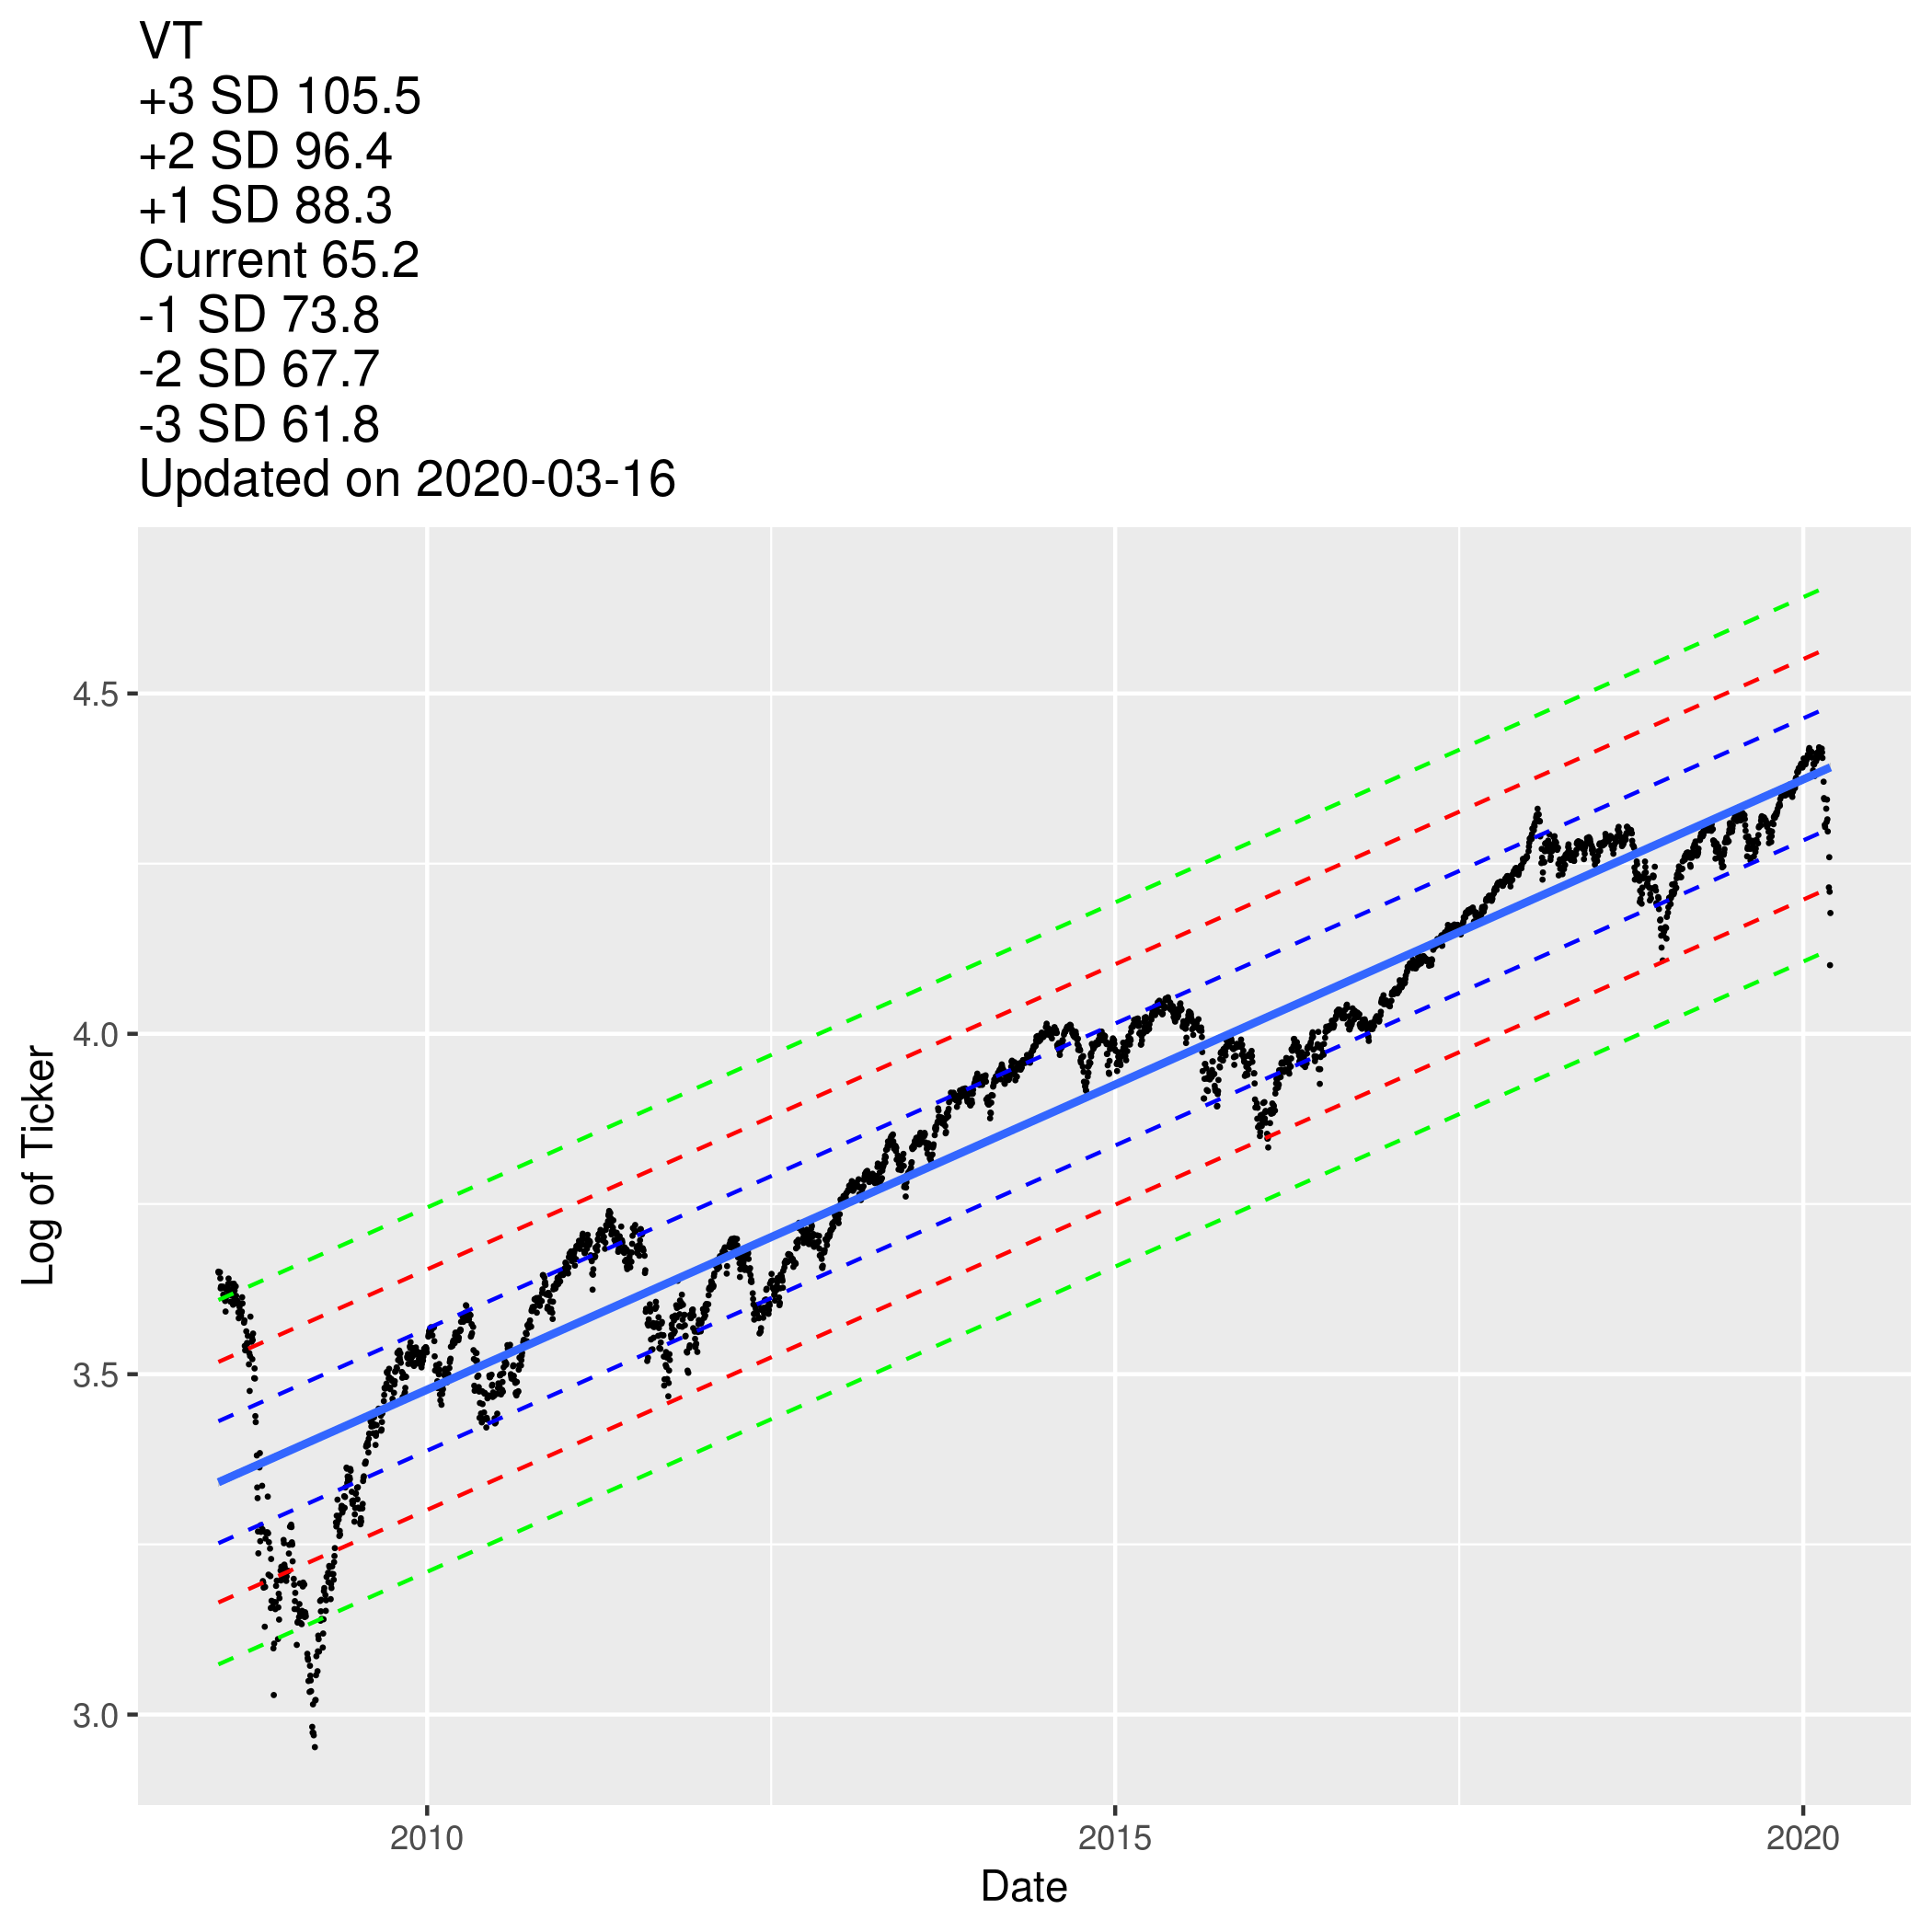 VT
+3 SD 105.5
+2 SD 96.4
+1 SD 88.3
Current 65.2
-1 SD 73.8
-2 SD 67.7
-3 SD 61.8
Updated on 2020-03-16
4.5
4.0
3.5
3.0
Log of Ticker
2010 2015 2020
Date